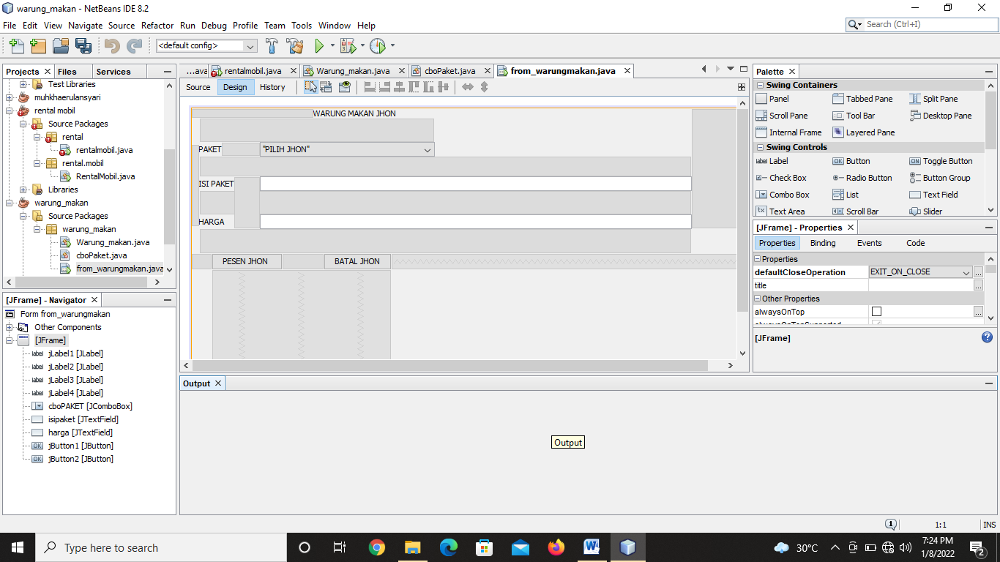 warung_makan - NetBeans IDE 8.2
File Edit View Navigate Source Refactor Run Debug Profile Team Tools Window Help
Search (Ctrl+I)
<default config>
Projects Files Services
Test Libraries
muhkhaerulansyari
rental mobil
Source Packages
rental
rentalmobil.java
rental.mobil
RentalMobil.java
Libraries
warung_makan
Source Packages
warung_makan
Warung_makan.java
cboPaket.java
from_warungmakan.java
[JFrame] - Navigator
Form from_warungmakan
Other Components
[JFrame]
jLabel1 [JLabel]
jLabel2 [JLabel]
jLabel3 [JLabel]
jLabel4 [JLabel]
cboPAKET [JComboBox]
isipaket [JTextField]
harga [JTextField]
jButton1 [JButton]
jButton2 [JButton]
...ava rentalmobil.java Warung_makan.java cboPaket.java from_warungmakan.java
Source Design History
WARUNG MAKAN JHON
PAKET "PILIH JHON"
ISI PAKET
HARGA
PESEN JHON BATAL JHON
Palette
Swing Containers
Panel Tabbed Pane Split Pane
Scroll Pane Tool Bar Desktop Pane
Internal Frame Layered Pane
Swing Controls
label Label OK Button ON Toggle Button
Check Box Radio Button Button Group
Combo Box List Text Field
Text Area Scroll Bar Slider
[JFrame] - Properties
Properties Binding Events Code
Properties
defaultCloseOperation EXIT_ON_CLOSE ...
title ...
Other Properties
alwaysOnTop ...
alwaysOnTopSupported
[JFrame]
Output
Output
1 1:1 INS
Type here to search
30°C
7:24 PM
1/8/2022
2